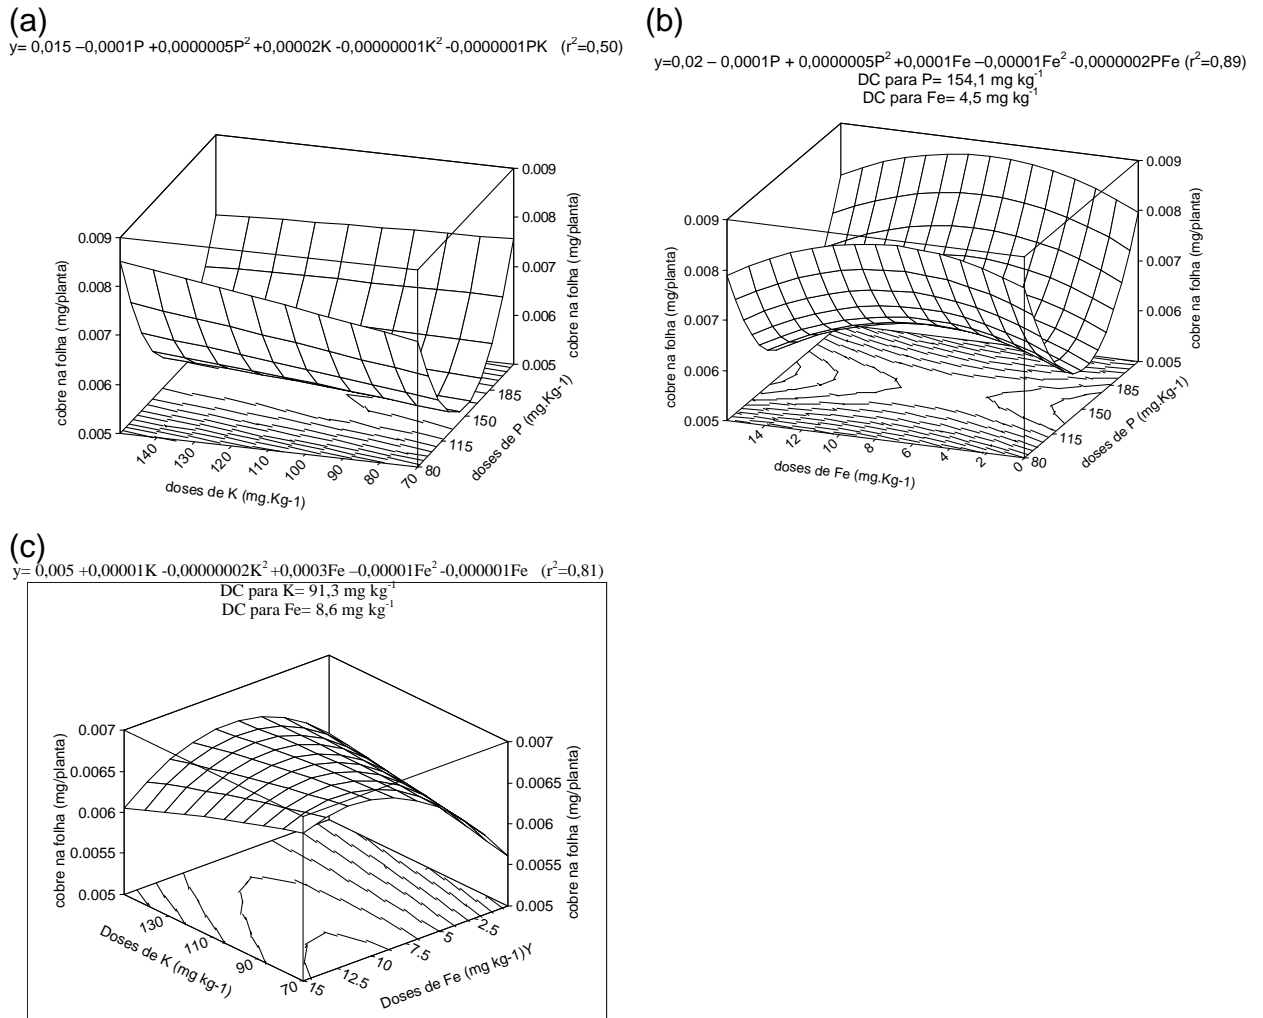 (a)
y= 0,015 –0,0001P +0,0000005P² +0,00002K -0,00000001K² -0,0000001PK (r²=0,50)
0.009
0.008
0.007
0.006
0.005
cobre na folha (mg/planta)
0.009
0.008
0.007
0.006
0.005
cobre na folha (mg/planta)
140
130
120
110
100
90
80
70
doses de K (mg.Kg-1)
80
115
150
185
doses de P (mg.Kg-1)
(b)
y=0,02 – 0,0001P + 0,0000005P² +0,0001Fe –0,00001Fe² -0,0000002PFe (r²=0,89)
DC para P= 154,1 mg kg⁻¹
DC para Fe= 4,5 mg kg⁻¹
0.009
0.008
0.007
0.006
0.005
cobre na folha (mg/planta)
0.009
0.008
0.007
0.006
0.005
cobre na folha (mg/planta)
14
12
10
8
6
4
2
0
doses de Fe (mg.Kg-1)
80
115
150
185
doses de P (mg.Kg-1)
(c)
y= 0,005 +0,00001K -0,00000002K² +0,0003Fe –0,00001Fe² -0,000001Fe (r²=0,81)
DC para K= 91,3 mg kg⁻¹
DC para Fe= 8,6 mg kg⁻¹
0.007
0.0065
0.006
0.0055
0.005
cobre na folha (mg/planta)
0.007
0.0065
0.006
0.0055
0.005
cobre na folha (mg/planta)
130
110
90
70
Doses de K (mg kg-1)
15
12.5
10
7.5
5
2.5
Doses de Fe (mg kg-1)Y